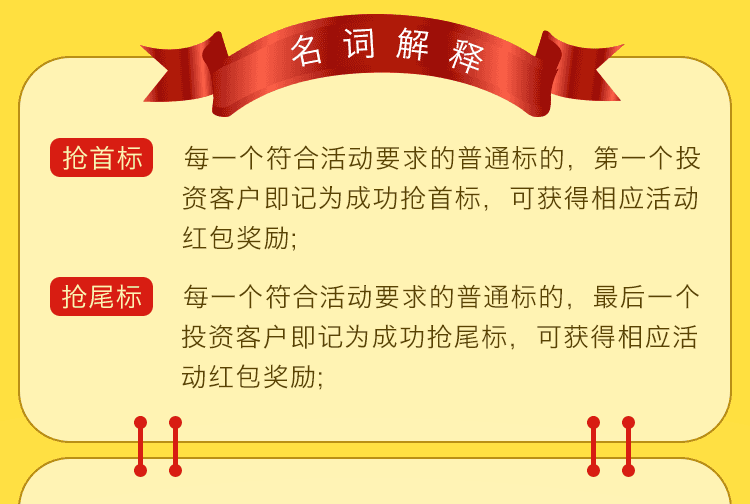 名词解释
抢首标 每一个符合活动要求的普通标的，第一个投
资客户即记为成功抢首标，可获得相应活动
红包奖励;
抢尾标 每一个符合活动要求的普通标的，最后一个
投资客户即记为成功抢尾标，可获得相应活
动红包奖励;